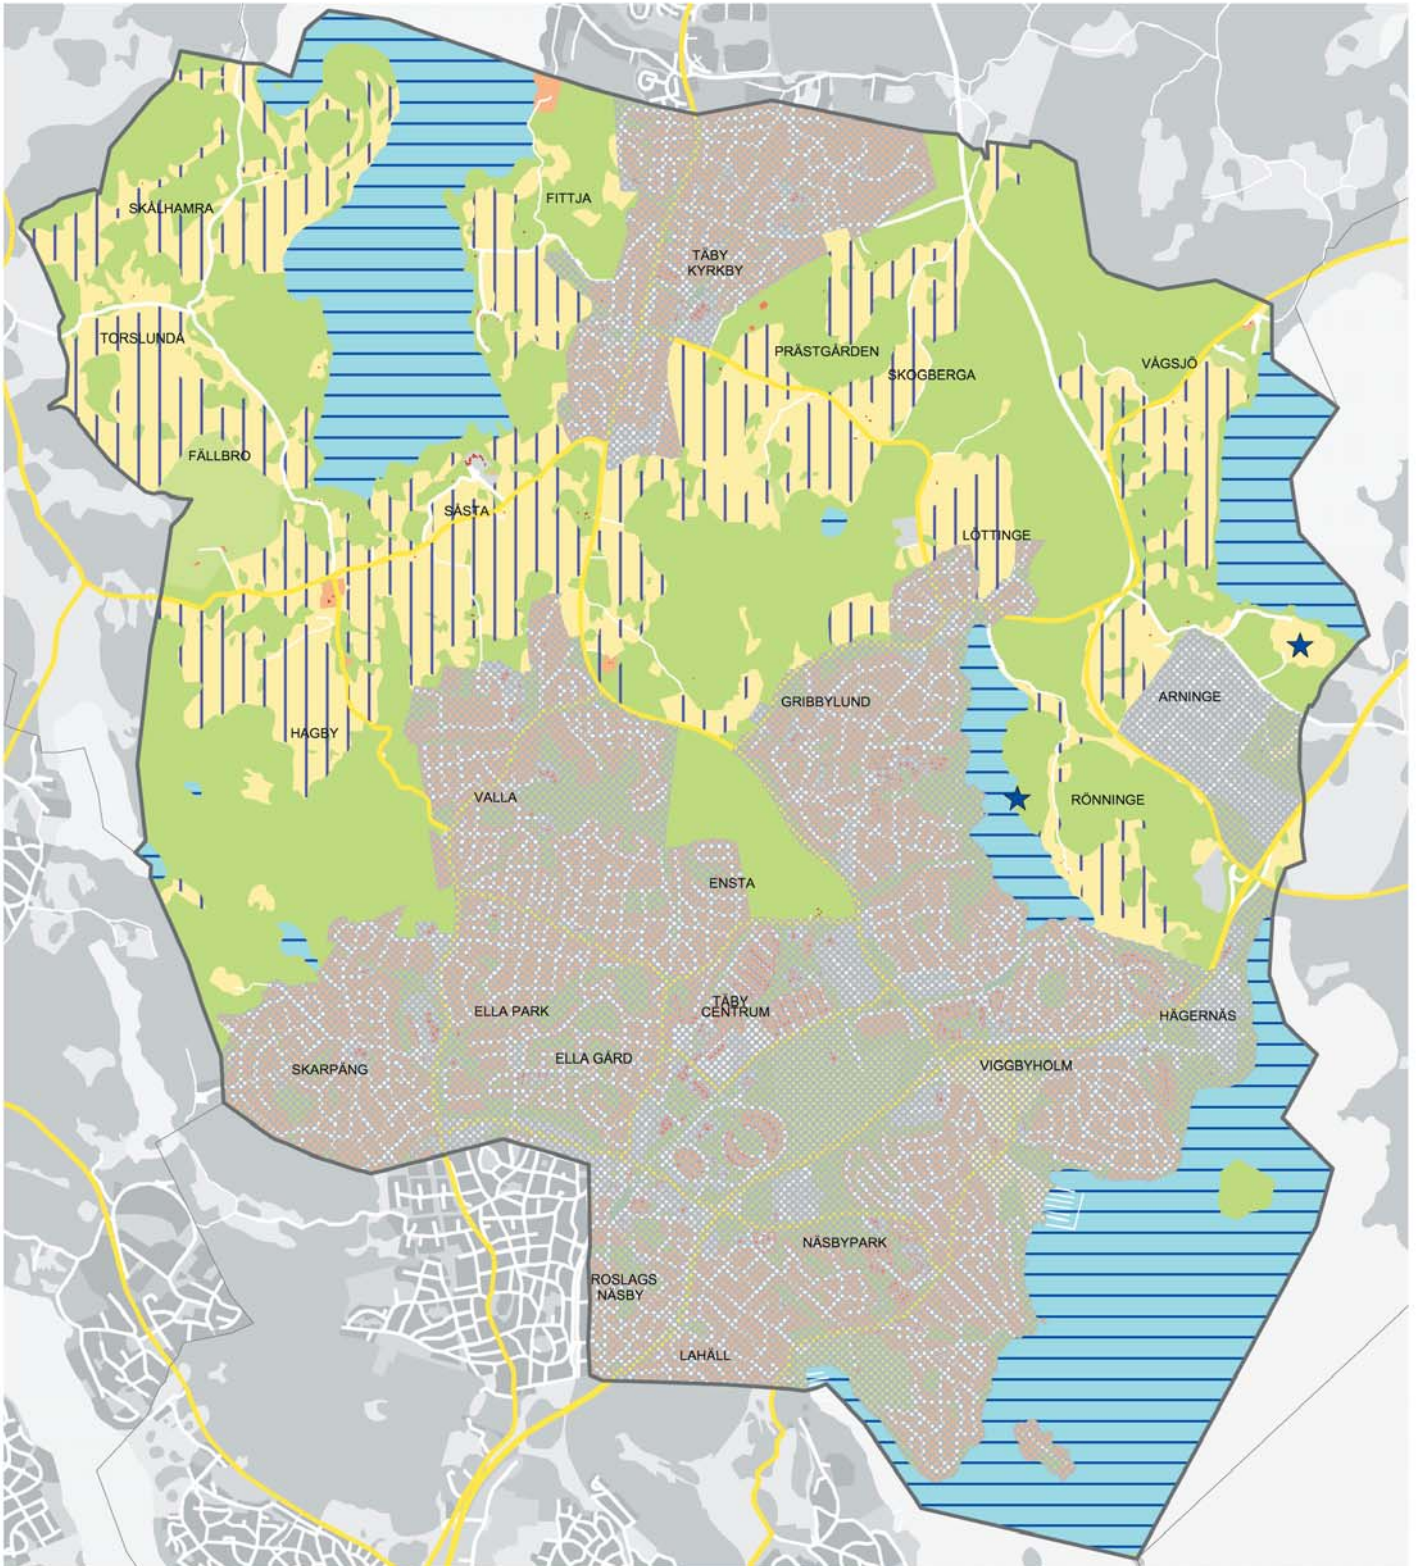 FITTJA
SKÅLHAMRA
TÄBY
KYRKBY
TORSLUNDA
PRÄSTGÅRDEN
VÅGSJÖ
SKOGBERGA
FÄLLBRO
SÅSTA
LÖTTINGE
ARNINGE
GRIBBYLUND
HAGBY
VALLA
RÖNNINGE
ENSTA
TÄBY
CENTRUM
ELLA PARK
HÄGERNÄS
ELLA GÅRD
SKARPÄNG
VIGGBYHOLM
NÄSBYPARK
ROSLAGS
NÄSBY
LAHÄLL